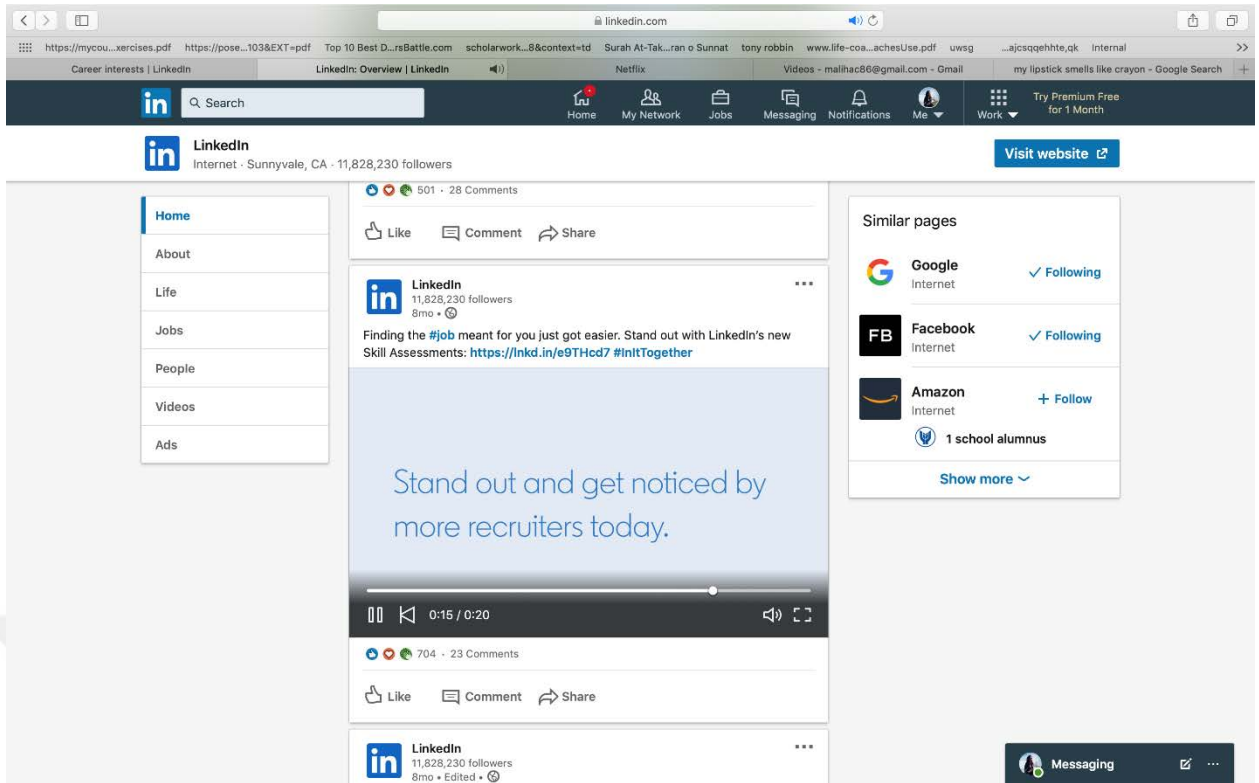 linkedin.com
https://mycou...xercises.pdf https://pose...103&EXT=pdf Top 10 Best D...rsBattle.com scholarwork...8&context=td Surah At-Tak...ran o Sunnat tony robbin www.life-coa...achesUse.pdf uwsg ...ajcsqqehhte,qk Internal >>
Career interests | LinkedIn LinkedIn: Overview | LinkedIn Netflix Videos - malihac86@gmail.com - Gmail my lipstick smells like crayon - Google Search +
in Search Home My Network Jobs Messaging Notifications Me Work Try Premium Free
for 1 Month
in LinkedIn
Internet · Sunnyvale, CA · 11,828,230 followers
Visit website
Home
About
Life
Jobs
People
Videos
Ads
501 · 28 Comments
Like Comment Share
in LinkedIn
11,828,230 followers
8mo •
Finding the #job meant for you just got easier. Stand out with LinkedIn's new
Skill Assessments: https://lnkd.in/e9THcd7 #InItTogether
Stand out and get noticed by
more recruiters today.
0:15 / 0:20
704 · 23 Comments
Like Comment Share
in LinkedIn
11,828,230 followers
8mo • Edited •
Similar pages
G Google
Internet
Following
FB Facebook
Internet
Following
Amazon
Internet
+ Follow
1 school alumnus
Show more
Messaging